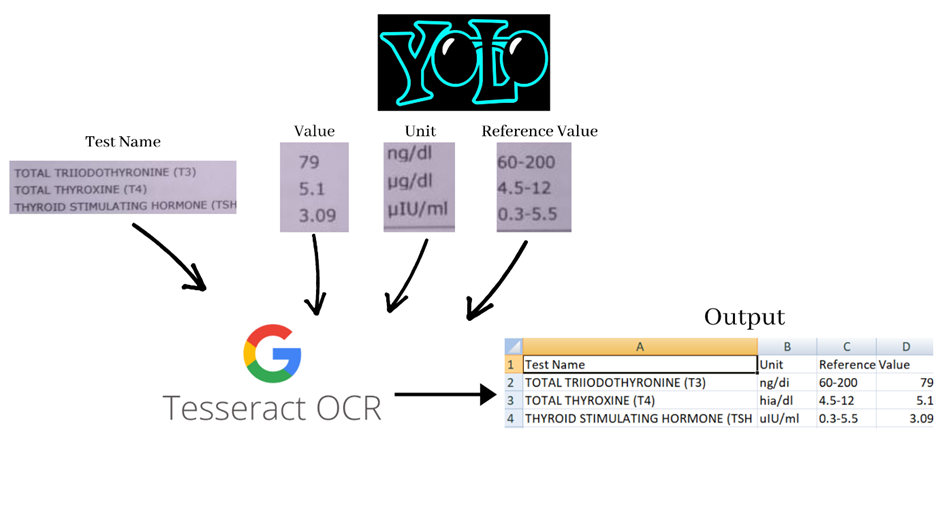 YOLO
Test Name
Value
Unit
Reference Value
TOTAL TRIIODOTHYRONINE (T3)
TOTAL THYROXINE (T4)
THYROID STIMULATING HORMONE (TSH
79
5.1
3.09
ng/dl
µg/dl
µIU/ml
60-200
4.5-12
0.3-5.5
Tesseract OCR
Output
A B C D
1 Test Name Unit Reference Value
2 TOTAL TRIIODOTHYRONINE (T3) ng/di 60-200 79
3 TOTAL THYROXINE (T4) hia/dl 4.5-12 5.1
4 THYROID STIMULATING HORMONE (TSH uIU/ml 0.3-5.5 3.09